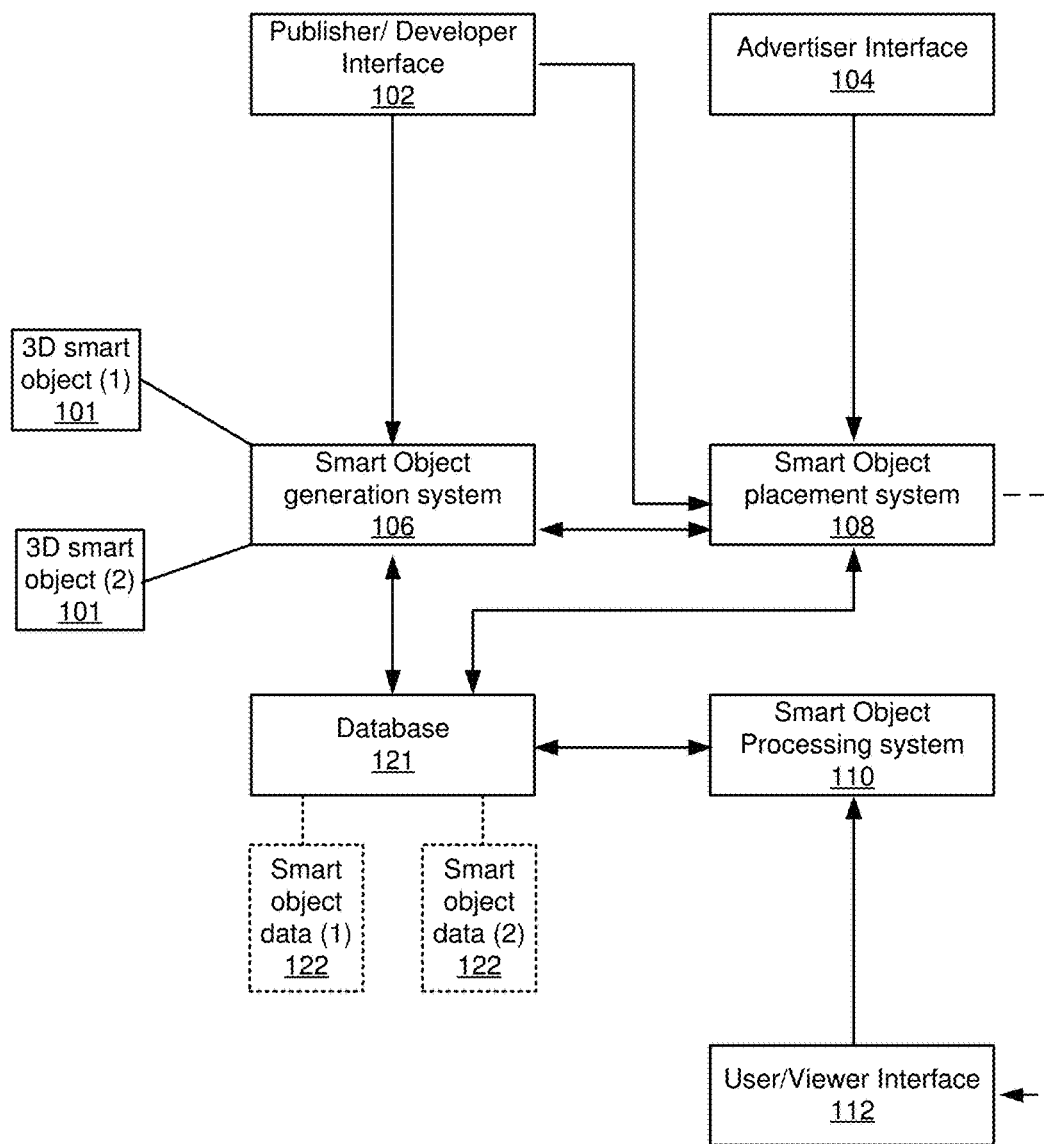 Publisher/ Developer
Interface
102
Advertiser Interface
104
3D smart
object (1)
101
Smart Object
generation system
106
Smart Object
placement system
108
3D smart
object (2)
101
Database
121
Smart Object
Processing system
110
Smart
object
data (1)
122
Smart
object
data (2)
122
User/Viewer Interface
112